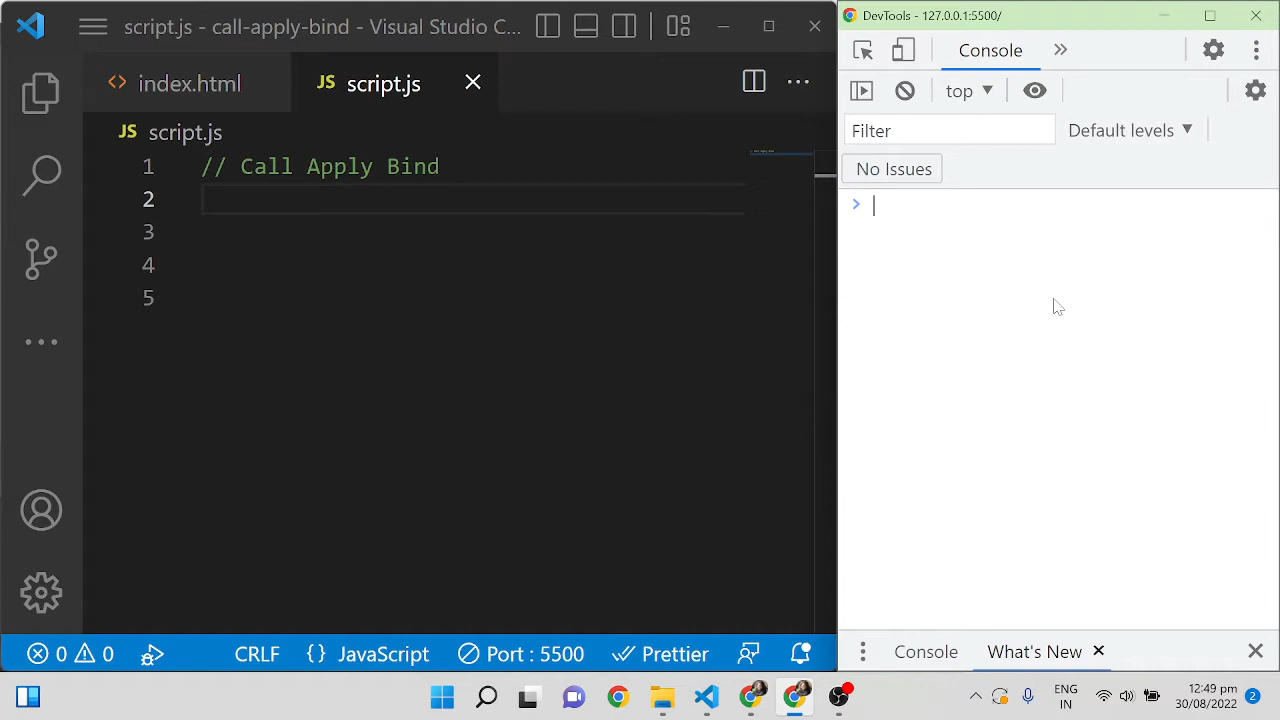 script.js - call-apply-bind - Visual Studio C...
index.html
JS script.js
JS script.js
1 // Call Apply Bind
2
3
4
5
0 0
CRLF
{ } JavaScript
Port : 5500
Prettier
DevTools - 127.0.0.1:5500/
Console
top
Filter
Default levels
No Issues
>
Console
What's New
ENG
IN
12:49 pm
30/08/2022
2